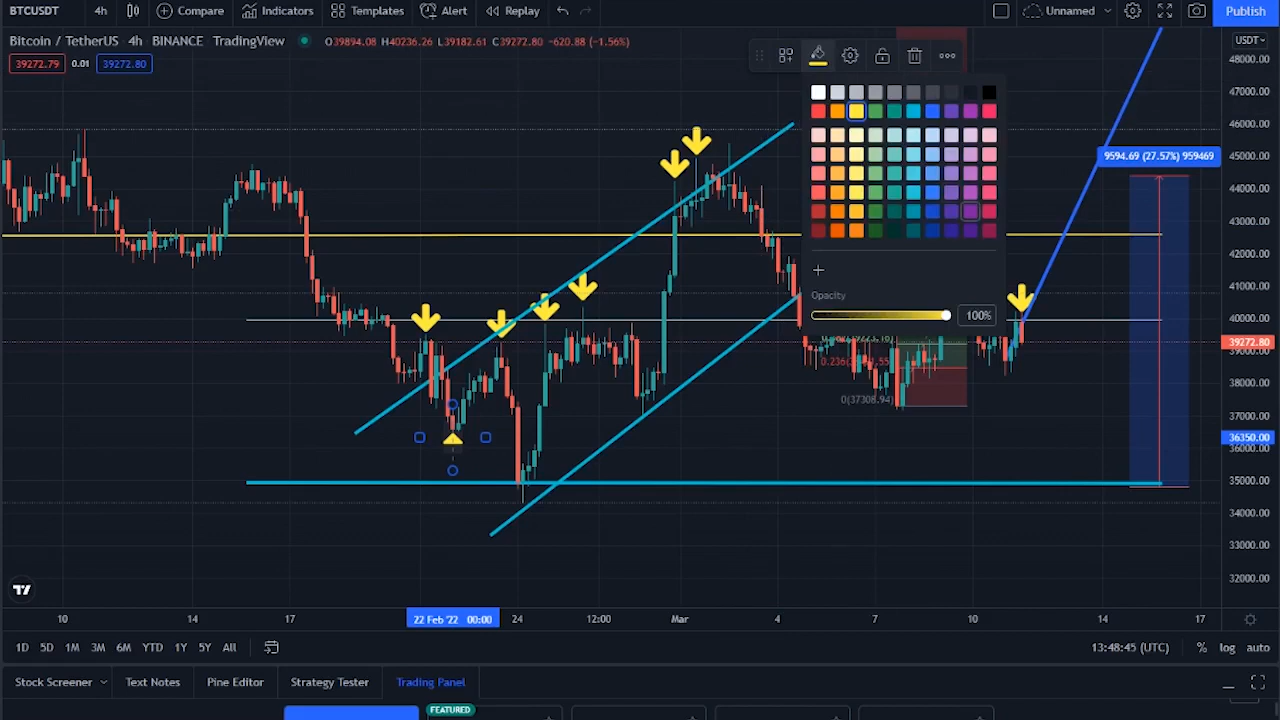 BTCUSDT 4h Compare Indicators Templates Alert Replay Unnamed Publish
Bitcoin / TetherUS · 4h · BINANCE · TradingView O39894.08 H40236.26 L39182.61 C39272.80 -620.88 (-1.56%) USDT
39272.79 0.01 39272.80
48000.00
47000.00
46000.00
9594.69 (27.57%) 959469
45000.00
44000.00
43000.00
42000.00
41000.00
Opacity
100%
40000.00
39272.80
39000.00
38000.00
0(37308.94)
37000.00
36350.00
36000.00
35000.00
34000.00
33000.00
32000.00
10 14 17 22 Feb '22 00:00 24 12:00 Mar 4 7 10 14 17
1D 5D 1M 3M 6M YTD 1Y 5Y All 13:48:45 (UTC) % log auto
Stock Screener Text Notes Pine Editor Strategy Tester Trading Panel
FEATURED